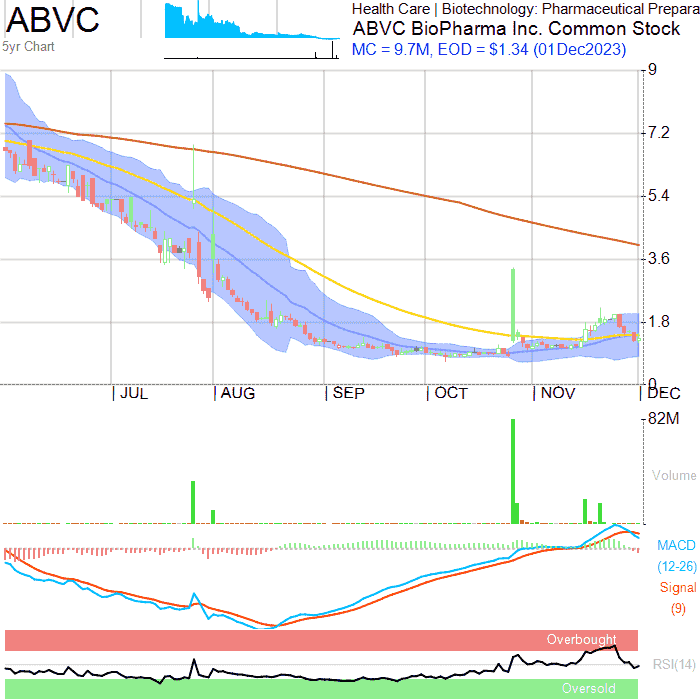 ABVC
5yr Chart
Health Care | Biotechnology: Pharmaceutical Prepara
ABVC BioPharma Inc. Common Stock
MC = 9.7M, EOD = $1.34 (01Dec2023)
9
7.2
5.4
3.6
1.8
0
JUL AUG SEP OCT NOV DEC
82M
Volume
MACD
(12-26)
Signal
(9)
Overbought
RSI(14)
Oversold